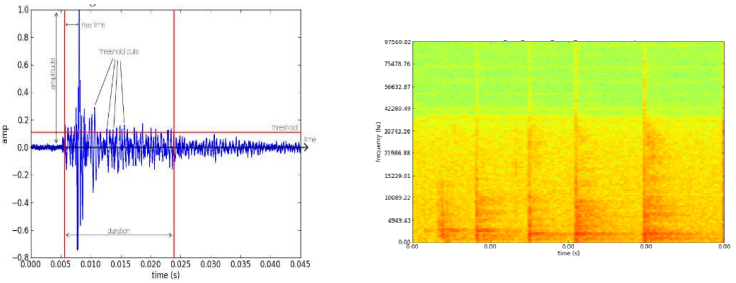 1.0
0.8
0.6
0.4
0.2
0.0
−0.2
−0.4
−0.6
−0.8
amp
rise time
amplitude
threshold cuts
threshold
time
duration
0.000 0.005 0.010 0.015 0.020 0.025 0.030 0.035 0.040 0.045
time (s)
75478.76
56632.87
42260.49
30742.26
21986.88
15229.01
10089.22
4949.43
0.00
frequency (hz)
0.00 0.00 0.00 0.00 0.00
time (s)